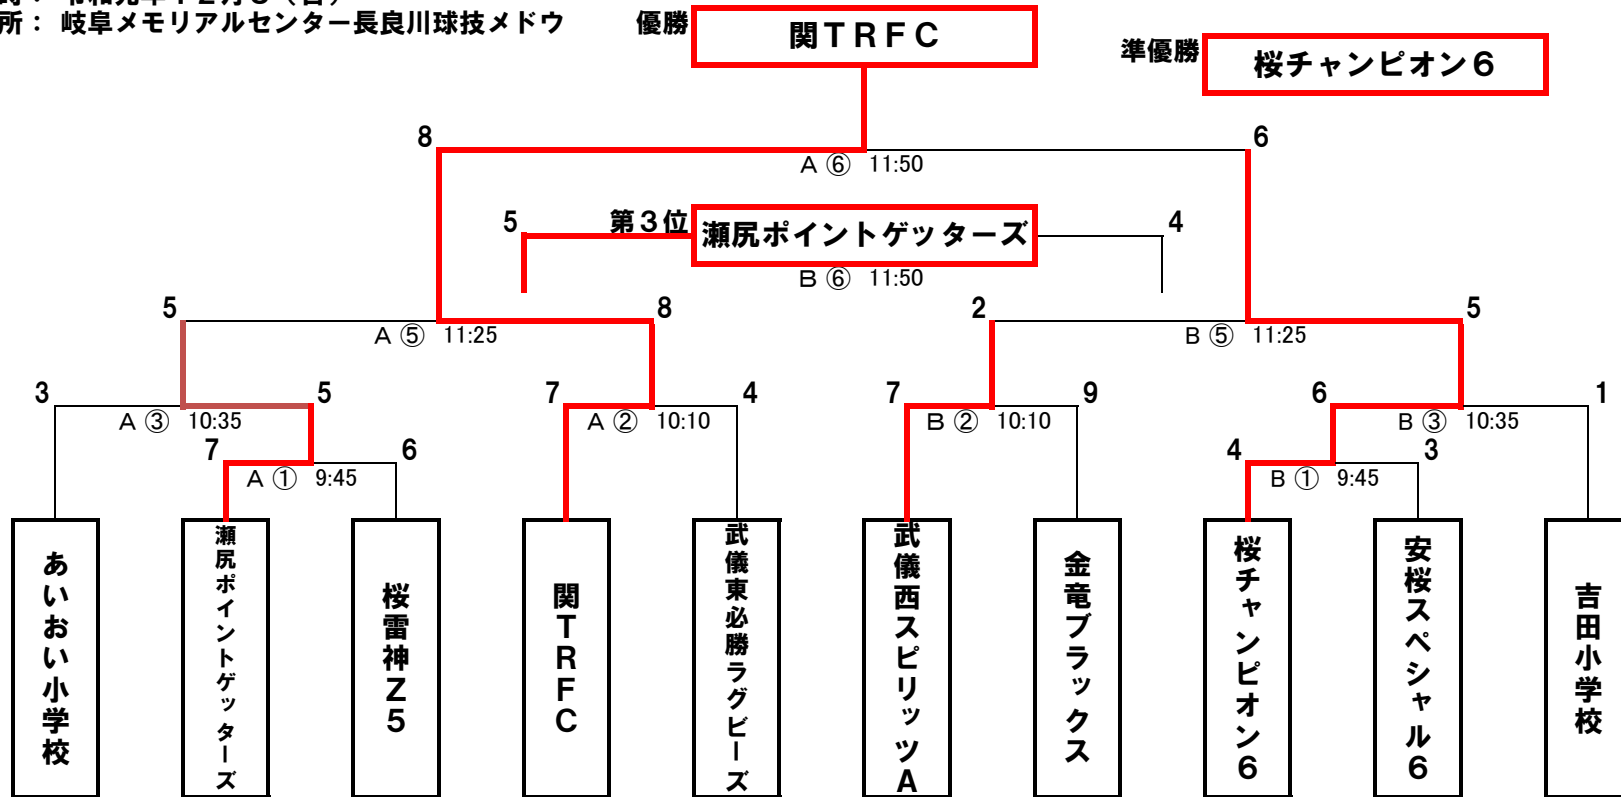 所： 岐阜メモリアルセンター長良川球技メドウ
優勝
関ＴＲＦＣ
準優勝
桜チャンピオン６
8
6
A ⑥ 11:50
5
第３位
瀬尻ポイントゲッターズ
4
B ⑥ 11:50
5
8
2
5
A ⑤ 11:25
B ⑤ 11:25
3
5
7
4
7
9
6
1
A ③ 10:35
A ② 10:10
B ② 10:10
B ③ 10:35
7
6
4
3
A ① 9:45
B ① 9:45
あいおい小学校
瀬尻ポイントゲッターズ
桜雷神Ｚ５
関ＴＲＦＣ
武儀東必勝ラグビーズ
武儀西スピリッツＡ
金竜ブラックス
桜チャンピオン６
安桜スペシャル６
吉田小学校